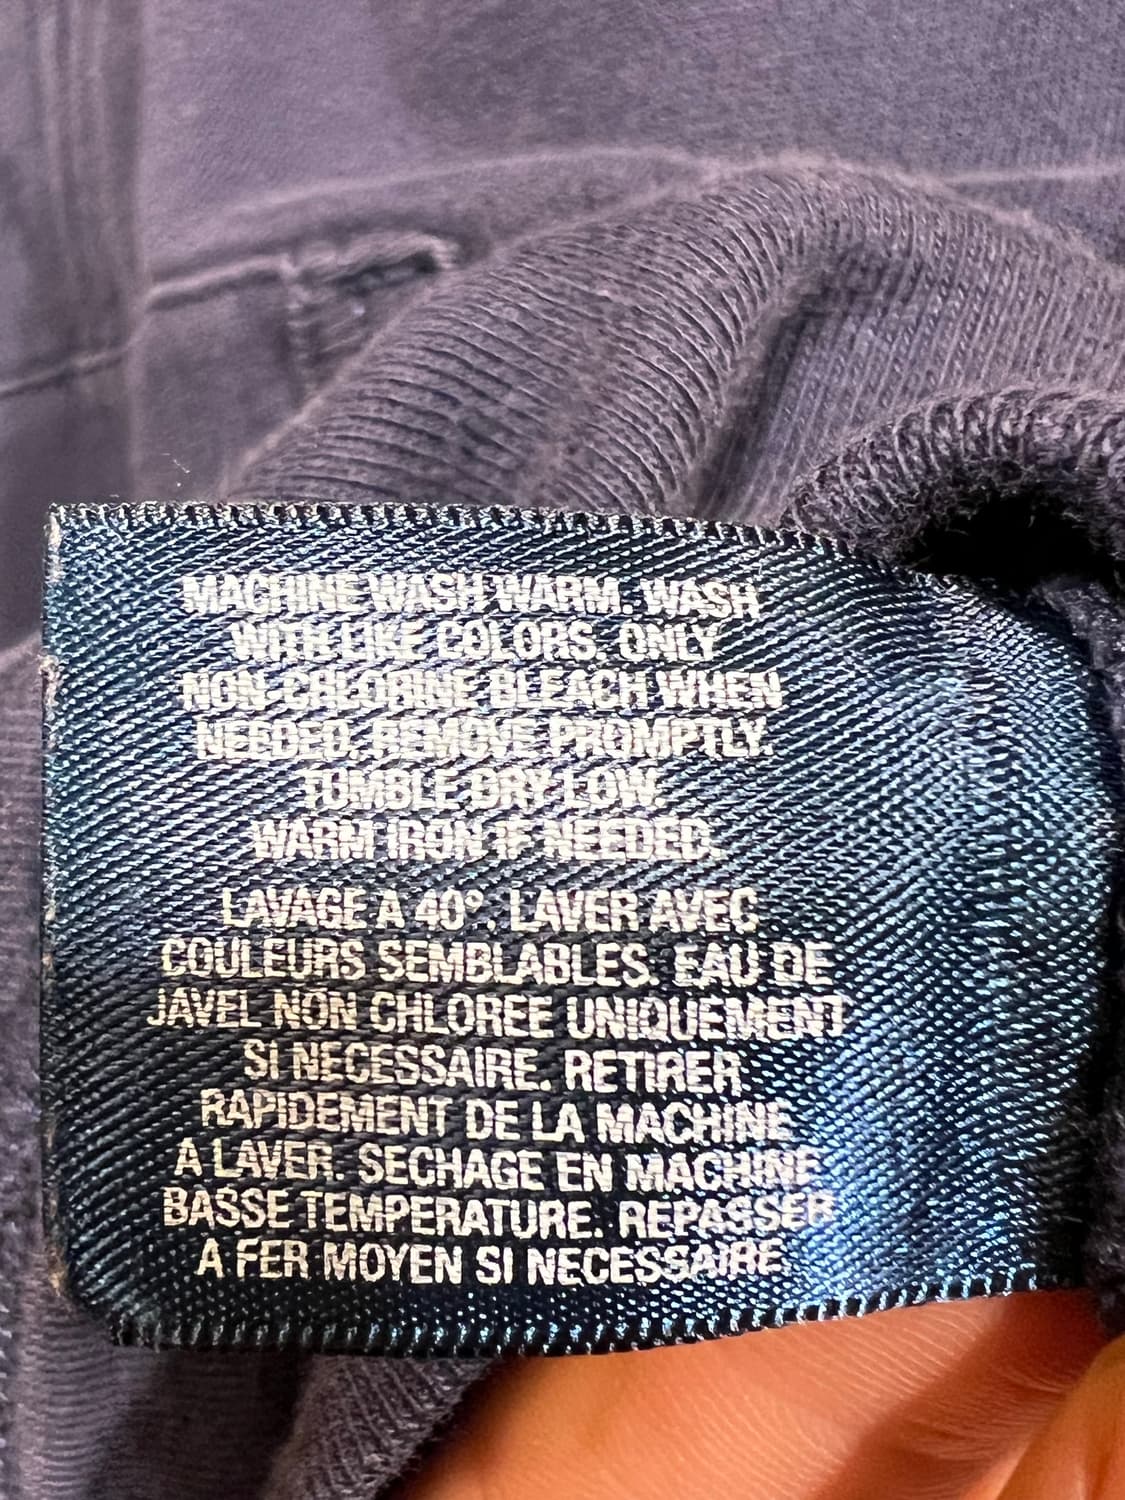 MACHINE WASH WARM. WASH
WITH LIKE COLORS. ONLY
NON-CHLORINE BLEACH WHEN
NEEDED. REMOVE PROMPTLY.
TUMBLE DRY LOW.
WARM IRON IF NEEDED.
LAVAGE A 40°. LAVER AVEC
COULEURS SEMBLABLES. EAU DE
JAVEL NON CHLOREE UNIQUEMENT
SI NECESSAIRE. RETIRER
RAPIDEMENT DE LA MACHINE
A LAVER. SECHAGE EN MACHINE
BASSE TEMPERATURE. REPASSER
A FER MOYEN SI NECESSAIRE.